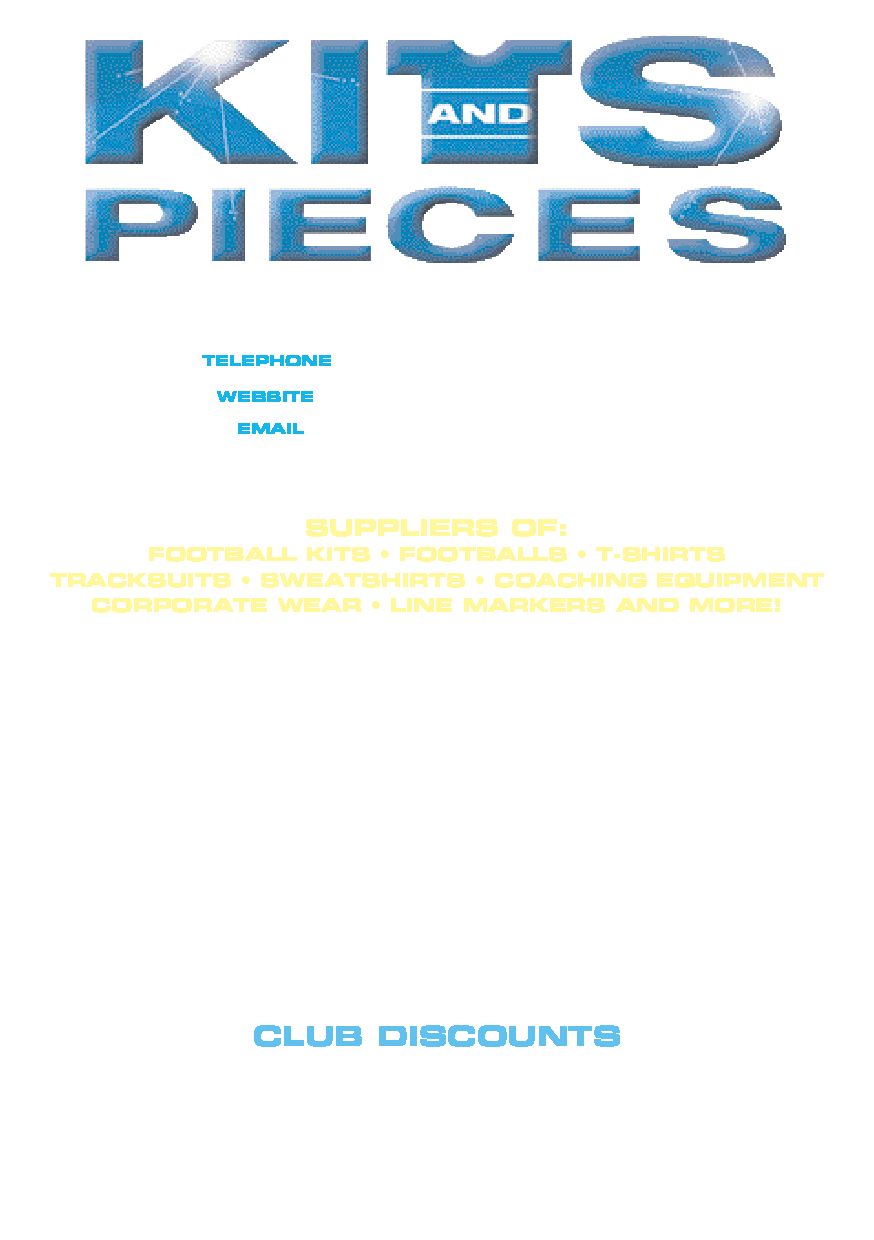 KITS
AND
PIECES
TELEPHONE
WEBSITE
EMAIL
SUPPLIERS OF:
FOOTBALL KITS • FOOTBALLS • T-SHIRTS
TRACKSUITS • SWEATSHIRTS • COACHING EQUIPMENT
CORPORATE WEAR • LINE MARKERS AND MORE!
CLUB DISCOUNTS